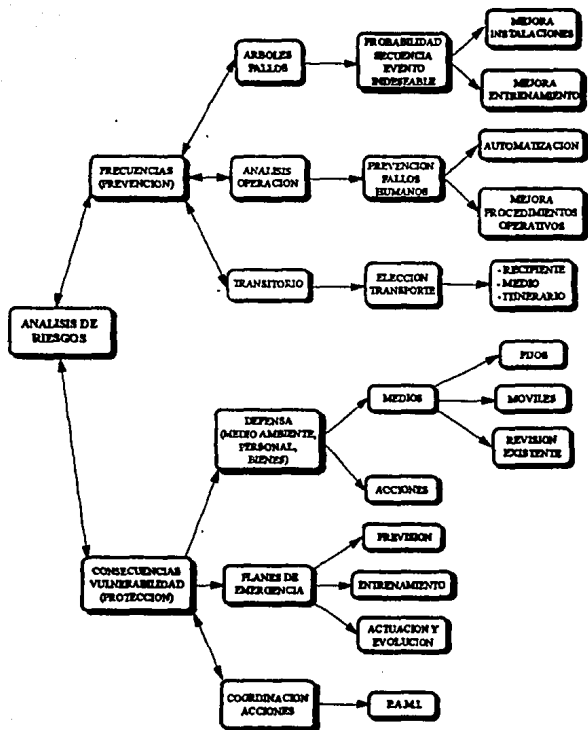 ARBOLES
FALLOS
PROBABILIDAD
SECUENCIA
EVENTO
INDESEABLE
MEJORA
INSTALACIONES
MEJORA
ENTRENAMIENTO
FRECUENCIAS
(PREVENCION)
ANALISIS
OPERACION
PREVENCION
FALLOS
HUMANOS
AUTOMATIZACION
MEJORA
PROCEDIMIENTOS
OPERATIVOS
TRANSITORIO
ELECCION
TRANSPORTE
- RECIPIENTE
- MEDIO
- ITINERARIO
ANALISIS DE
RIESGOS
DEFENSA
(MEDIO AMBIENTE,
PERSONAL,
BIENES)
MEDIOS
FIJOS
MOVILES
REVISION
EXISTENTE
ACCIONES
CONSECUENCIAS
VULNERABILIDAD
(PROTECCION)
PLANES DE
EMERGENCIA
PREVISION
ENTRENAMIENTO
ACTUACION Y
EVOLUCION
COORDINACION
ACCIONES
P.A.M.I.